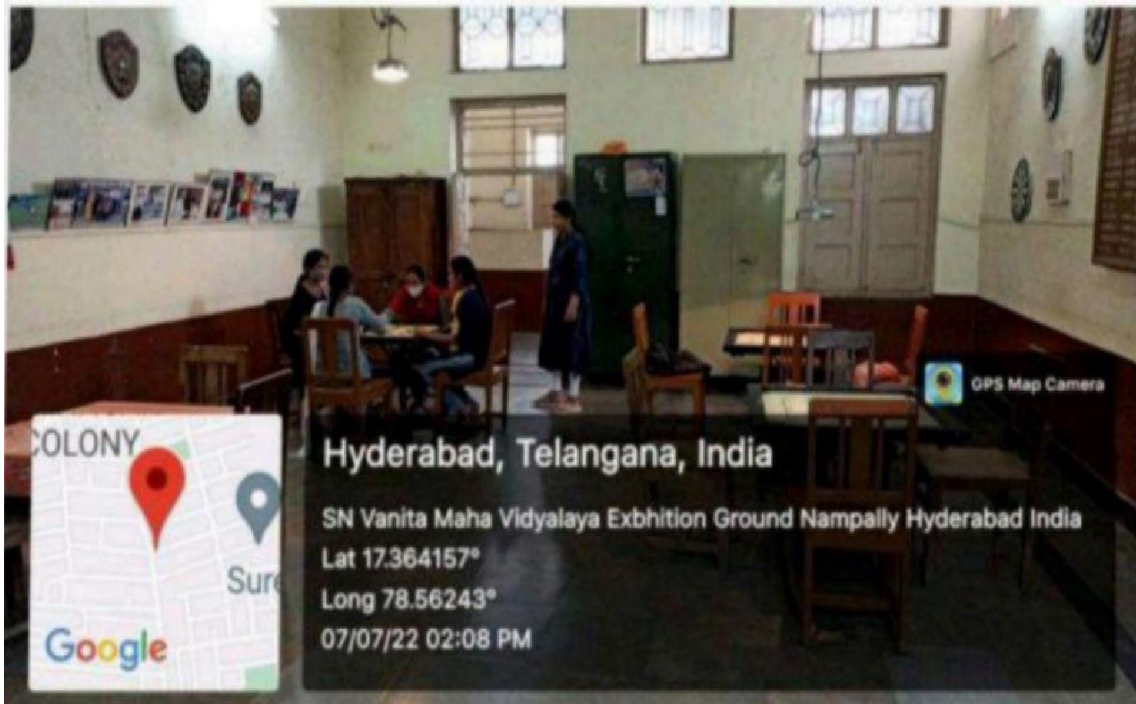 GPS Map Camera
COLONY
Sure
Google
Hyderabad, Telangana, India
SN Vanita Maha Vidyalaya Exbhition Ground Nampally Hyderabad India
Lat 17.364157°
Long 78.56243°
07/07/22 02:08 PM